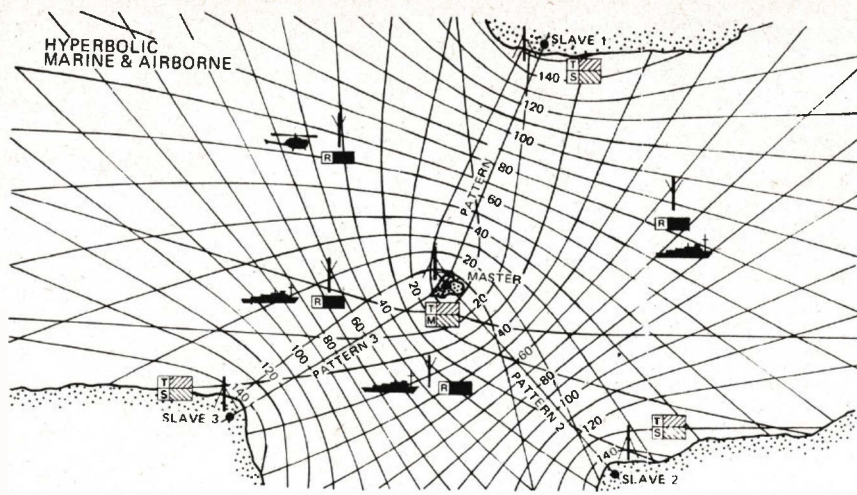 HYPERBOLIC
MARINE & AIRBORNE
SLAVE 1
T
S
140
120
100
80
60
40
20
PATTERN
R
R
MASTER
T
M
20
40
60
80
100
120
140
PATTERN 2
R
20
40
60
80
100
120
140
PATTERN 3
R
T
S
SLAVE 3
T
S
SLAVE 2